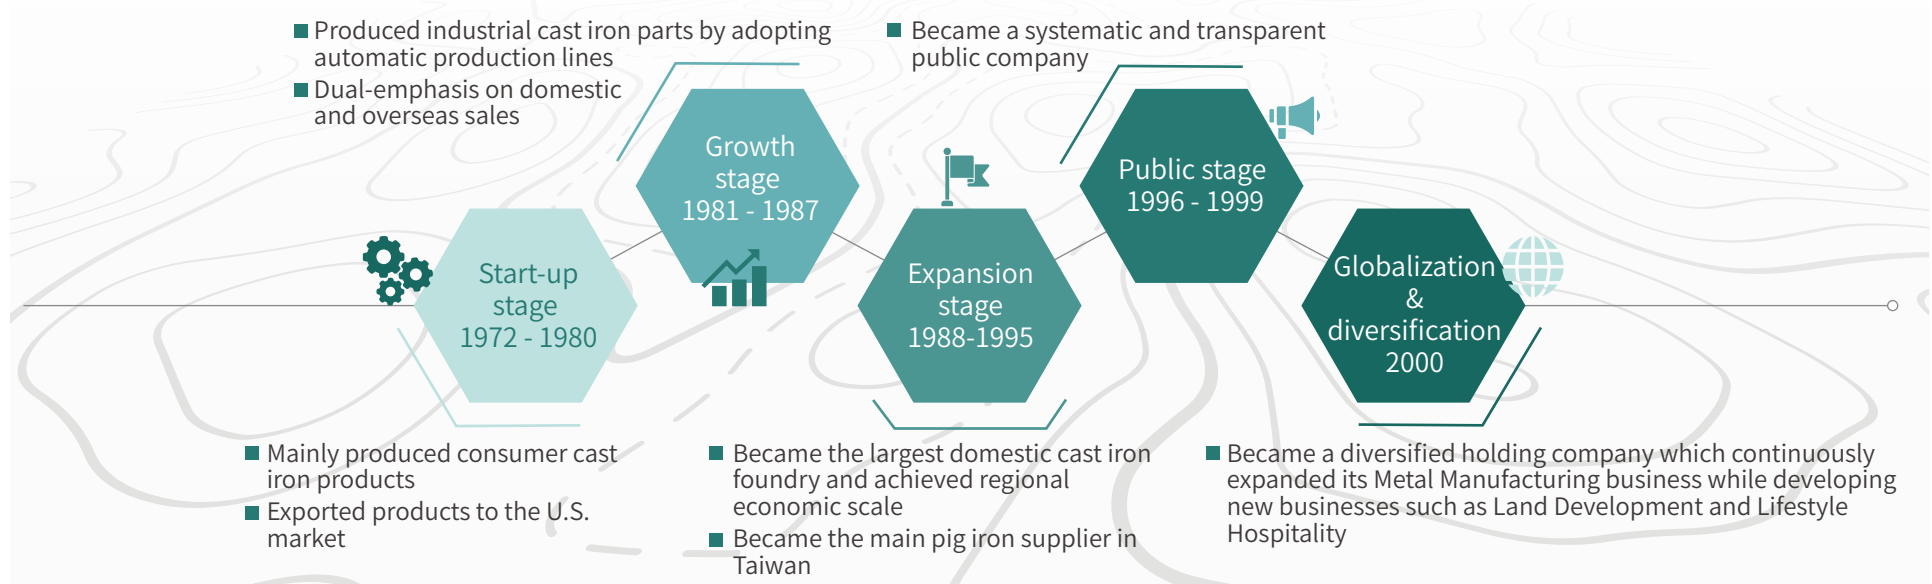 Produced industrial cast iron parts by adopting
automatic production lines
Dual-emphasis on domestic
and overseas sales
Became a systematic and transparent
public company
Growth
stage
1981 - 1987
Public stage
1996 - 1999
Start-up
stage
1972 - 1980
Expansion
stage
1988-1995
Globalization
&
diversification
2000
Mainly produced consumer cast
iron products
Exported products to the U.S.
market
Became the largest domestic cast iron
foundry and achieved regional
economic scale
Became the main pig iron supplier in
Taiwan
Became a diversified holding company which continuously
expanded its Metal Manufacturing business while developing
new businesses such as Land Development and Lifestyle
Hospitality